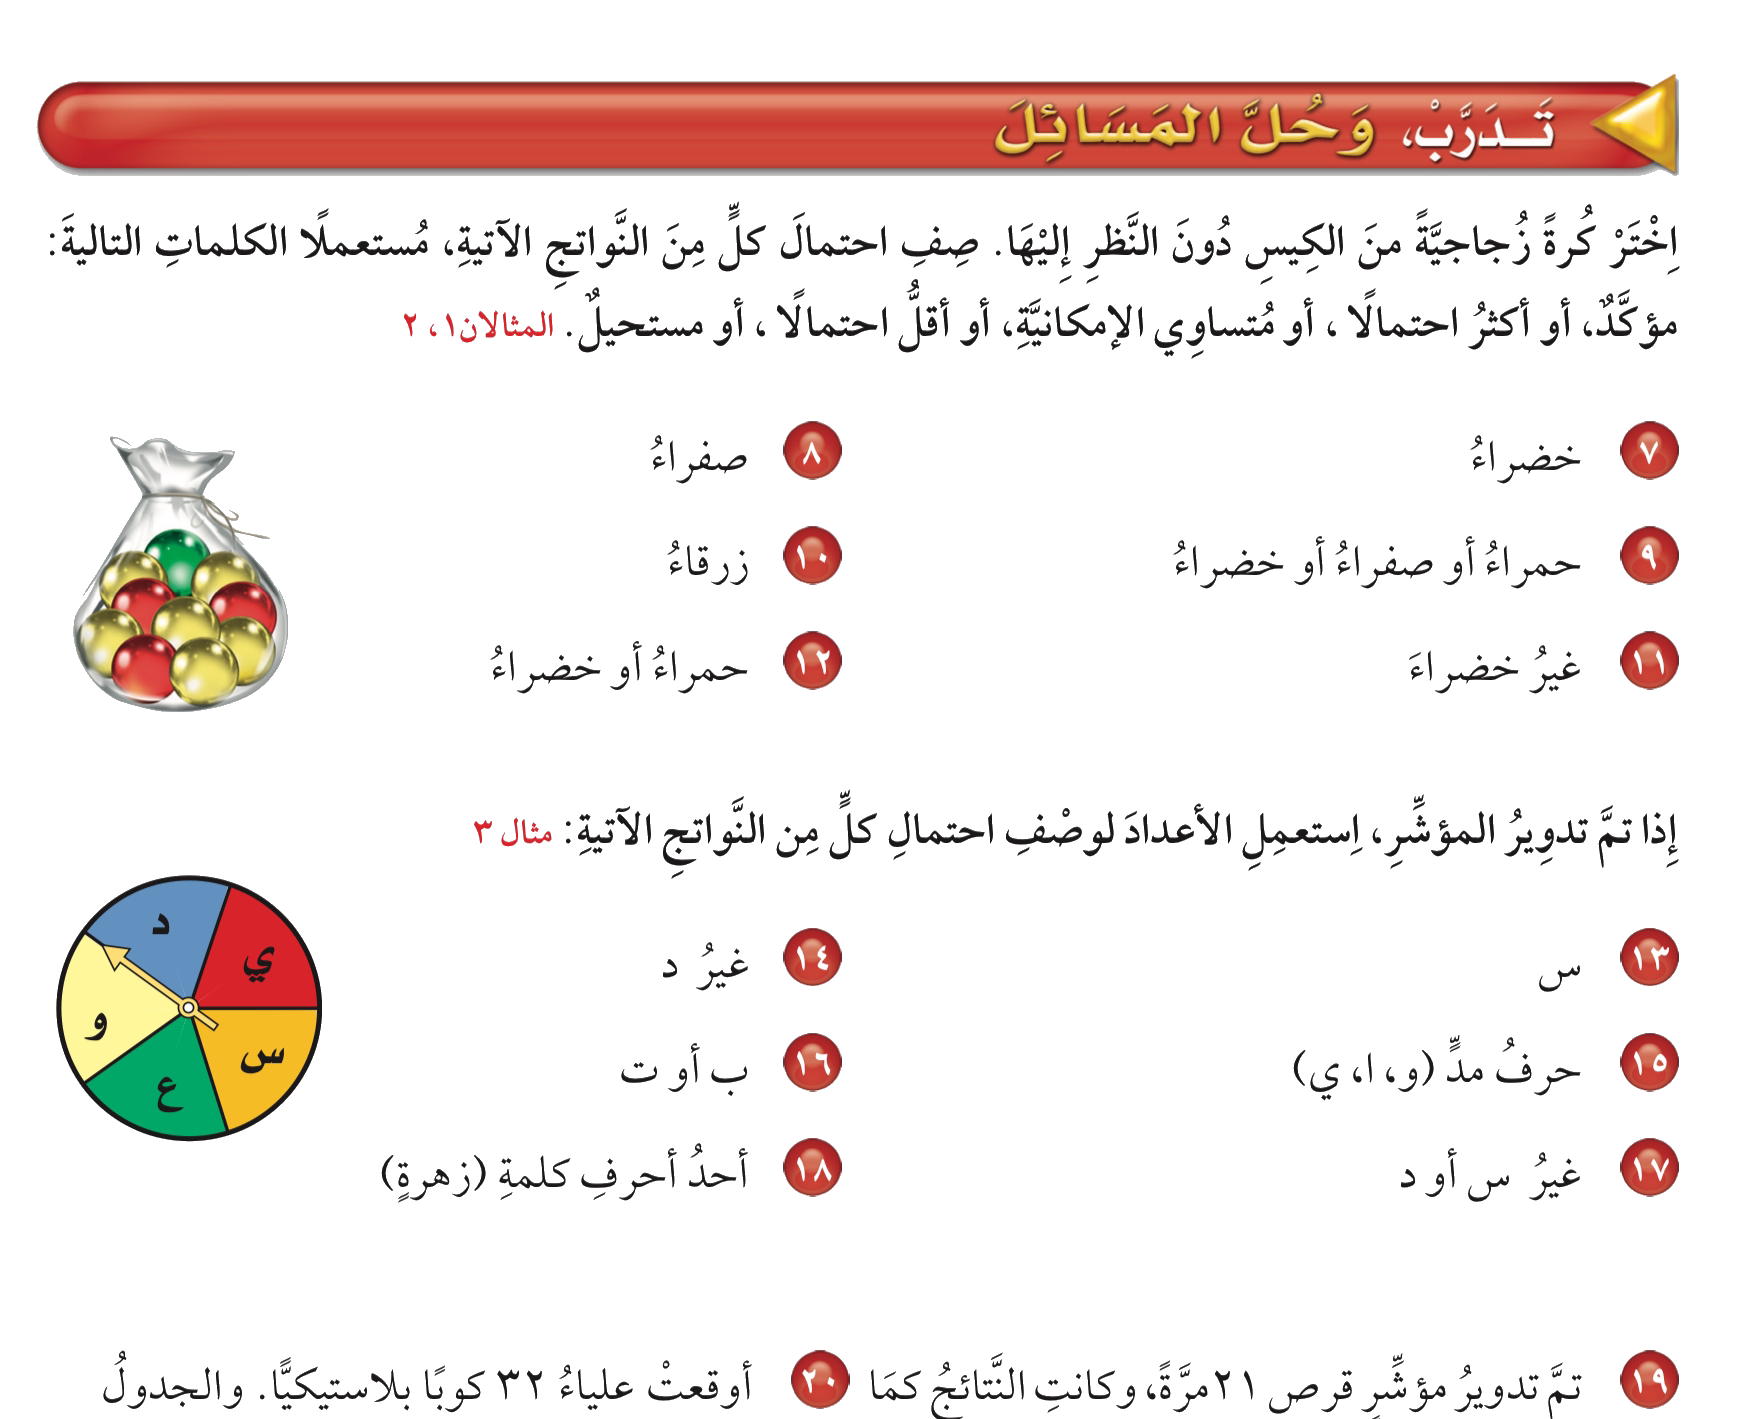 تَـدَرَّبْ، وَحُلَّ المَسَائِلَ
اِخْتَرْ كُرةً زُجاجيَّةً منَ الكِيسِ دُونَ النَّظرِ إِليْهَا. صِفِ احتمالَ كلٍّ مِنَ النَّواتجِ الآتيةِ، مُستعملًا الكلماتِ التاليةَ:
مؤكَّدٌ، أو أكثرُ احتمالًا ، أو مُتساوِي الإمكانيَّةِ، أو أقلُّ احتمالًا ، أو مستحيلٌ. المثالان١، ٢
٧ خضراءُ ٨ صفراءُ
٩ حمراءُ أو صفراءُ أو خضراءُ ١٠ زرقاءُ
١١ غيرُ خضراءَ ١٢ حمراءُ أو خضراءُ
إِذا تمَّ تدوِيرُ المؤشِّرِ، اِستعمِلِ الأعدادَ لوصْفِ احتمالِ كلٍّ مِن النَّواتجِ الآتيةِ: مثال ٣
١٣ س ١٤ غيرُ د
١٥ حرفُ مدٍّ (و، ا، ي) ١٦ ب أو ت
١٧ غيرُ س أو د ١٨ أحدُ أحرفِ كلمةِ (زهرةٍ)
ي
د
س
و
ع
١٩ تمَّ تدويرُ مؤشِّرِ قرص ٢١مرَّةً، وكانتِ النَّتائجُ كمَا
٢٠ أوقعتْ علياءُ ٣٢ كوبًا بلاستيكيًّا. والجدولُ